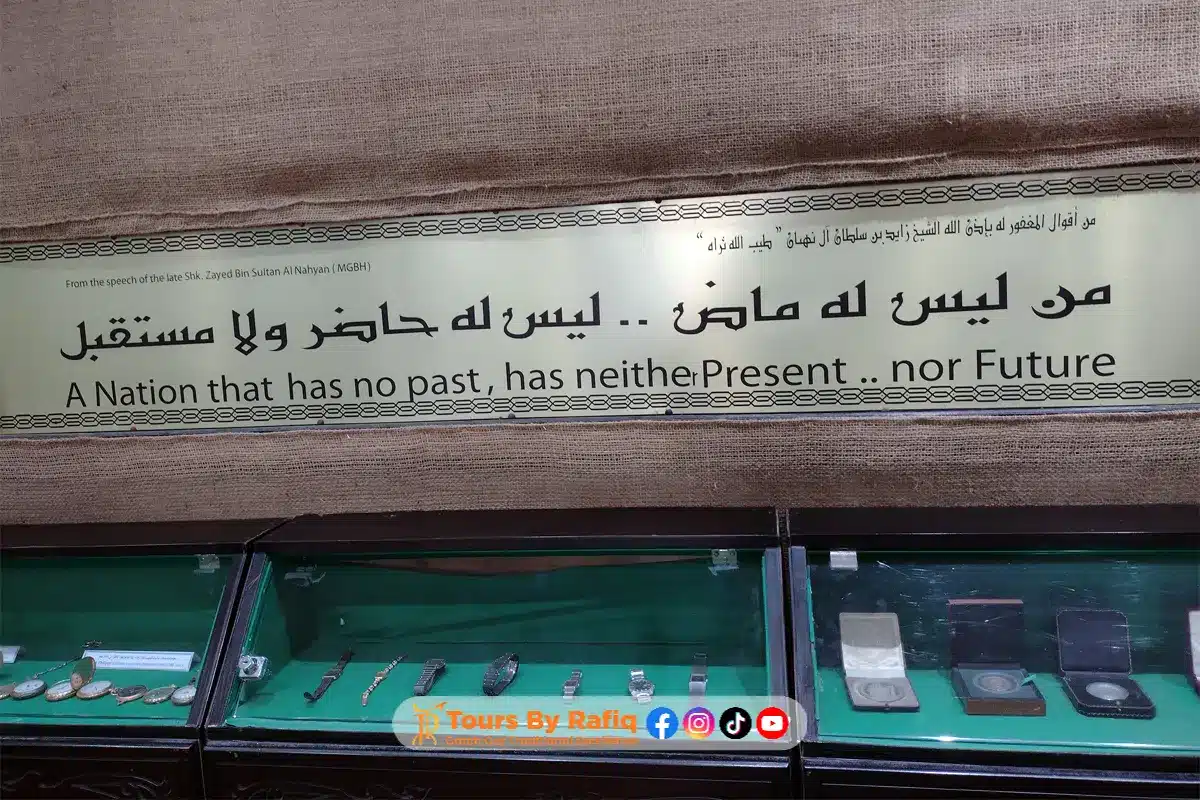 من أقوال المغفور له بإذن الله الشيخ زايد بن سلطان آل نهيان " طيب الله ثراه "
From the speech of the late Shk. Zayed Bin Sultan Al Nahyan ( MGBH )
من ليس له ماض .. ليس له حاضر ولا مستقبل
A Nation that has no past, has neither Present .. nor Future
Tours By Rafiq